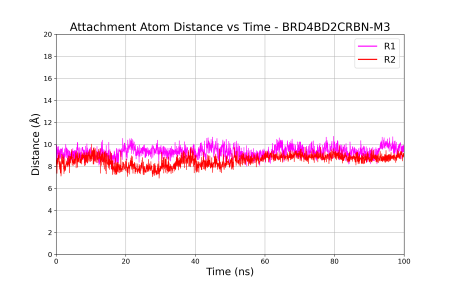 Attachment Atom Distance vs Time - BRD4BD2CRBN-M3
20
18
16
14
12
10
8
6
4
2
0
Distance (Å)
R1
R2
0 20 40 60 80 100
Time (ns)